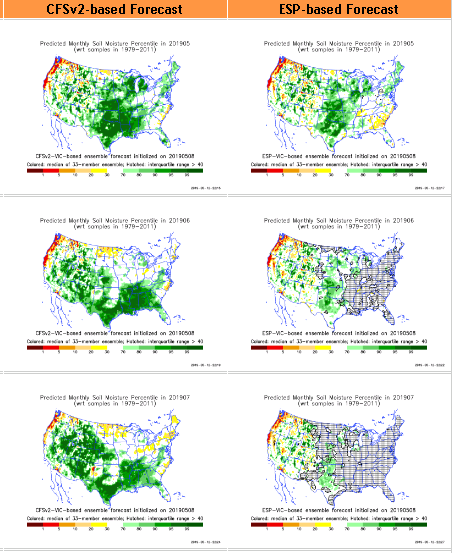 CFSv2-based Forecast
ESP-based Forecast
Predicted Monthly Soil Moisture Percentile in 201905
(wrt samples in 1979-2011)
CFSv2-VIC-based ensemble forecast initialized on 20190508
Colored: median of 33-member ensemble; Hatched: interquartile range > 40
Predicted Monthly Soil Moisture Percentile in 201905
(wrt samples in 1979-2011)
ESP-VIC-based ensemble forecast initialized on 20190508
Colored: median of 33-member ensemble; Hatched: interquartile range > 40
Predicted Monthly Soil Moisture Percentile in 201906
(wrt samples in 1979-2011)
CFSv2-VIC-based ensemble forecast initialized on 20190508
Colored: median of 33-member ensemble; Hatched: interquartile range > 40
Predicted Monthly Soil Moisture Percentile in 201906
(wrt samples in 1979-2011)
ESP-VIC-based ensemble forecast initialized on 20190508
Colored: median of 33-member ensemble; Hatched: interquartile range > 40
Predicted Monthly Soil Moisture Percentile in 201907
(wrt samples in 1979-2011)
CFSv2-VIC-based ensemble forecast initialized on 20190508
Colored: median of 33-member ensemble; Hatched: interquartile range > 40
Predicted Monthly Soil Moisture Percentile in 201907
(wrt samples in 1979-2011)
ESP-VIC-based ensemble forecast initialized on 20190508
Colored: median of 33-member ensemble; Hatched: interquartile range > 40